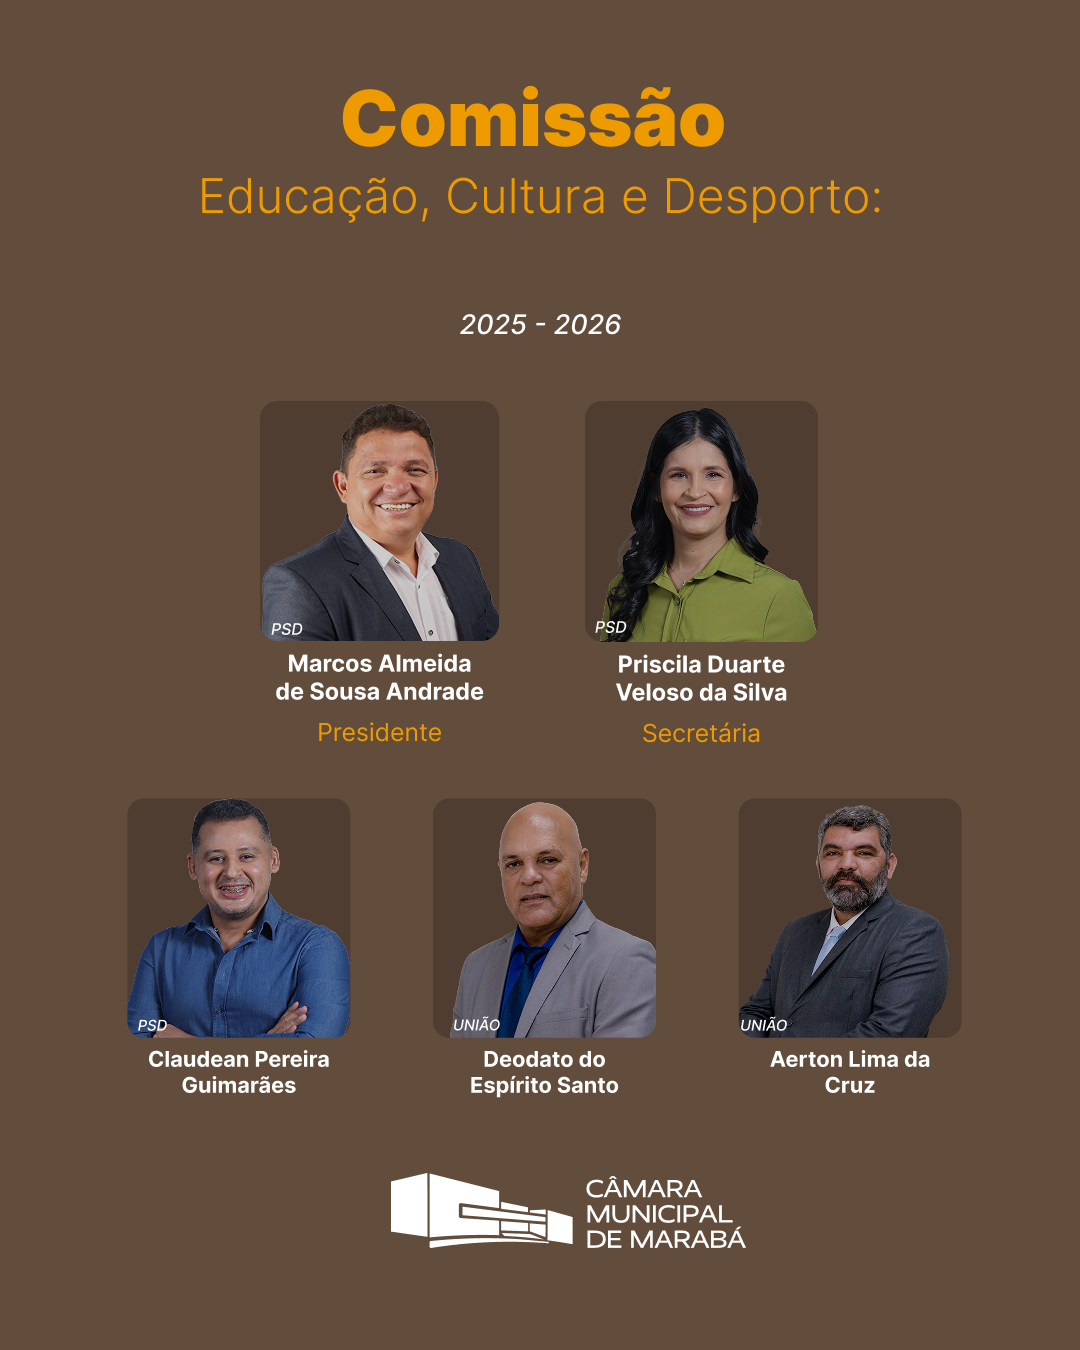 Comissão
Educação, Cultura e Desporto:
2025 - 2026
PSD
PSD
Marcos Almeida
de Sousa Andrade
Presidente
Priscila Duarte
Veloso da Silva
Secretária
PSD
UNIÃO
UNIÃO
Claudean Pereira
Guimarães
Deodato do
Espírito Santo
Aerton Lima da
Cruz
CÂMARA
MUNICIPAL
DE MARABÁ